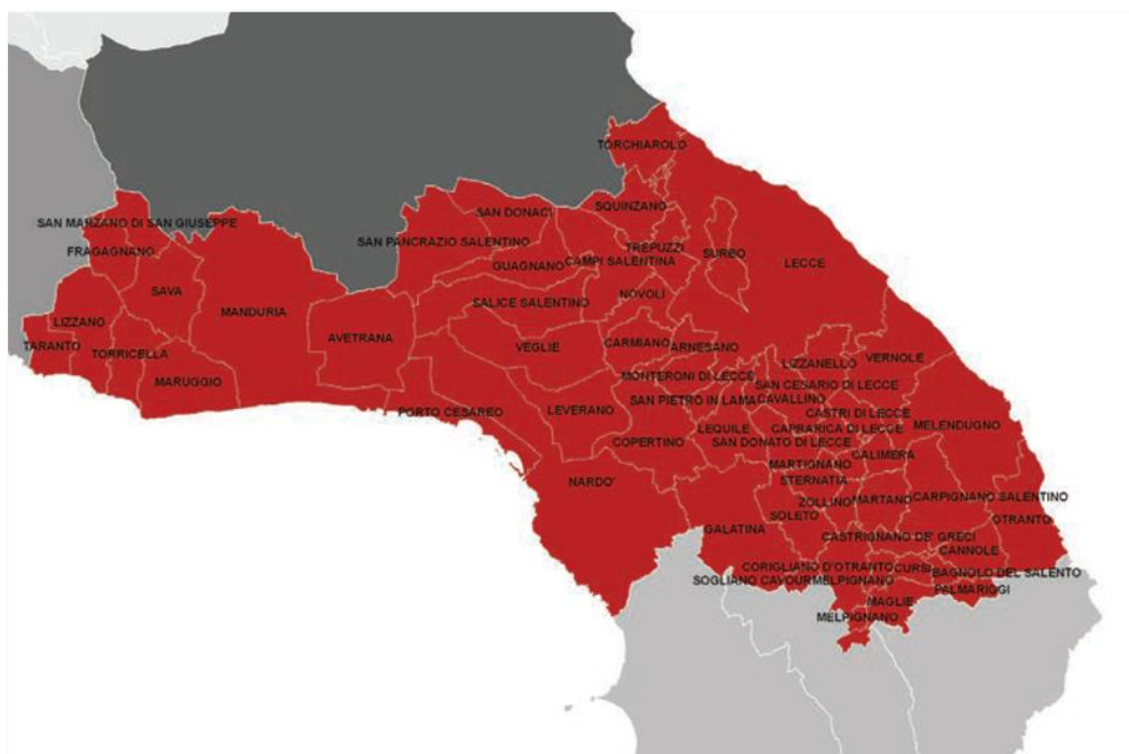 TORCHIAROLO
SAN DONACI
SQUINZANO
SAN MARZANO DI SAN GIUSEPPE
SAN PANCRAZIO SALENTINO
TREPUZZI
FRAGAGNANO
SURBO
GUAGNANO
CAMPI SALENTINA
LECCE
SAVA
NOVOLI
SALICE SALENTINO
MANDURIA
LIZZANO
AVETRANA
CARMIANO
ARNESANO
TARANTO
VEGLIE
TORRICELLA
VERNOLE
LIZZANELLO
MONTERONI DI LECCE
MARUGGIO
SAN CESARIO DI LECCE
SAN PIETRO IN LAMA
CAVALLINO
LEVERANO
PORTO CESAREO
CASTRI DI LECCE
MELENDUGNO
LEQUILE
CAPRARICA DI LECCE
COPERTINO
SAN DONATO DI LECCE
CALIMERA
MARTIGNANO
NARDO'
STERNATIA
CARPIGNANO SALENTINO
ZOLLINO
MARTANO
SOLETO
OTRANTO
GALATINA
CASTRIGNANO DE' GRECI
CANNOLE
CORIGLIANO D'OTRANTO
CURSI
BAGNOLO DEL SALENTO
SOGLIANO CAVOUR
MELPIGNANO
PALMARIGGI
MAGLIE
MELPIGNANO